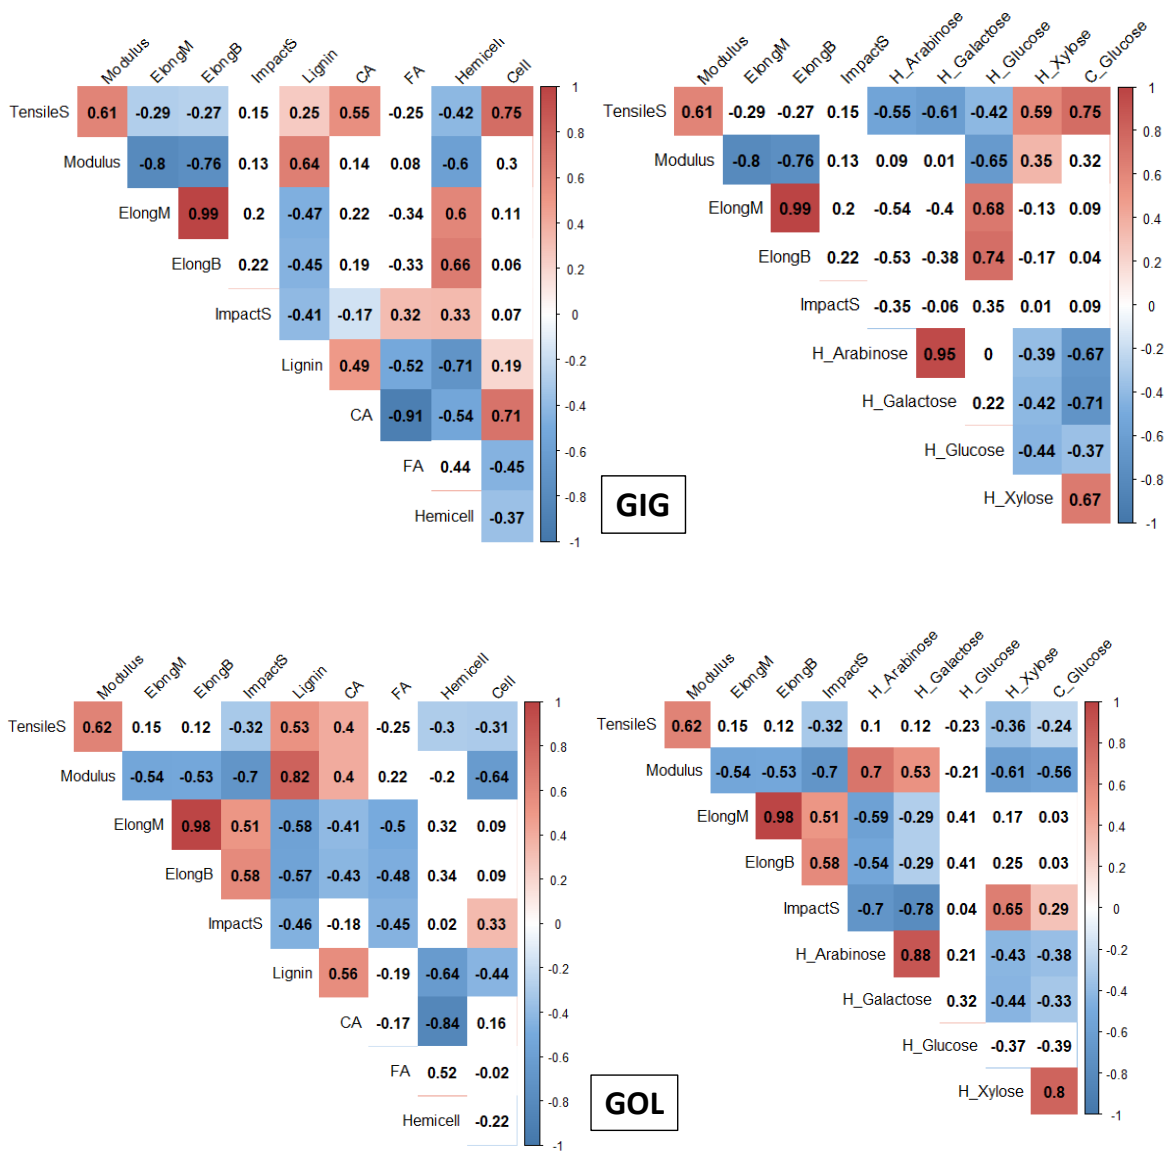 Modulus ElongM ElongB ImpactS Lignin CA FA Hemicell Cell
TensileS 0.61 -0.29 -0.27 0.15 0.25 0.55 -0.25 -0.42 0.75 1
Modulus -0.8 -0.76 0.13 0.64 0.14 0.08 -0.6 0.3 0.8
0.6
ElongM 0.99 0.2 -0.47 0.22 -0.34 0.6 0.11 0.4
ElongB 0.22 -0.45 0.19 -0.33 0.66 0.06 0.2
ImpactS -0.41 -0.17 0.32 0.33 0.07 0
Lignin 0.49 -0.52 -0.71 0.19 -0.2
CA -0.91 -0.54 0.71 -0.4
FA 0.44 -0.45 -0.6
-0.8
Hemicell -0.37
-1
Modulus ElongM ElongB ImpactS H_Arabinose H_Galactose H_Glucose H_Xylose C_Glucose
TensileS 0.61 -0.29 -0.27 0.15 -0.55 -0.61 -0.42 0.59 0.75 1
0.8
Modulus -0.8 -0.76 0.13 0.09 0.01 -0.65 0.35 0.32 0.6
ElongM 0.99 0.2 -0.54 -0.4 0.68 -0.13 0.09 0.4
ElongB 0.22 -0.53 -0.38 0.74 -0.17 0.04 0.2
ImpactS -0.35 -0.06 0.35 0.01 0.09 0
H_Arabinose 0.95 0 -0.39 -0.67 -0.2
H_Galactose 0.22 -0.42 -0.71 -0.4
H_Glucose -0.44 -0.37 -0.6
-0.8
H_Xylose 0.67
-1
GIG
Modulus ElongM ElongB ImpactS Lignin CA FA Hemicell Cell
TensileS 0.62 0.15 0.12 -0.32 0.53 0.4 -0.25 -0.3 -0.31 1
0.8
Modulus -0.54 -0.53 -0.7 0.82 0.4 0.22 -0.2 -0.64 0.6
ElongM 0.98 0.51 -0.58 -0.41 -0.5 0.32 0.09 0.4
ElongB 0.58 -0.57 -0.43 -0.48 0.34 0.09 0.2
ImpactS -0.46 -0.18 -0.45 0.02 0.33 0
Lignin 0.56 -0.19 -0.64 -0.44 -0.2
CA -0.17 -0.84 0.16 -0.4
FA 0.52 -0.02 -0.6
-0.8
Hemicell -0.22
-1
Modulus ElongM ElongB ImpactS H_Arabinose H_Galactose H_Glucose H_Xylose C_Glucose
TensileS 0.62 0.15 0.12 -0.32 0.1 0.12 -0.23 -0.36 -0.24 1
0.8
Modulus -0.54 -0.53 -0.7 0.7 0.53 -0.21 -0.61 -0.56 0.6
ElongM 0.98 0.51 -0.59 -0.29 0.41 0.17 0.03 0.4
ElongB 0.58 -0.54 -0.29 0.41 0.25 0.03 0.2
ImpactS -0.7 -0.78 0.04 0.65 0.29 0
H_Arabinose 0.88 0.21 -0.43 -0.38 -0.2
H_Galactose 0.32 -0.44 -0.33 -0.4
H_Glucose -0.37 -0.39 -0.6
H_Xylose 0.8 -0.8
-1
GOL